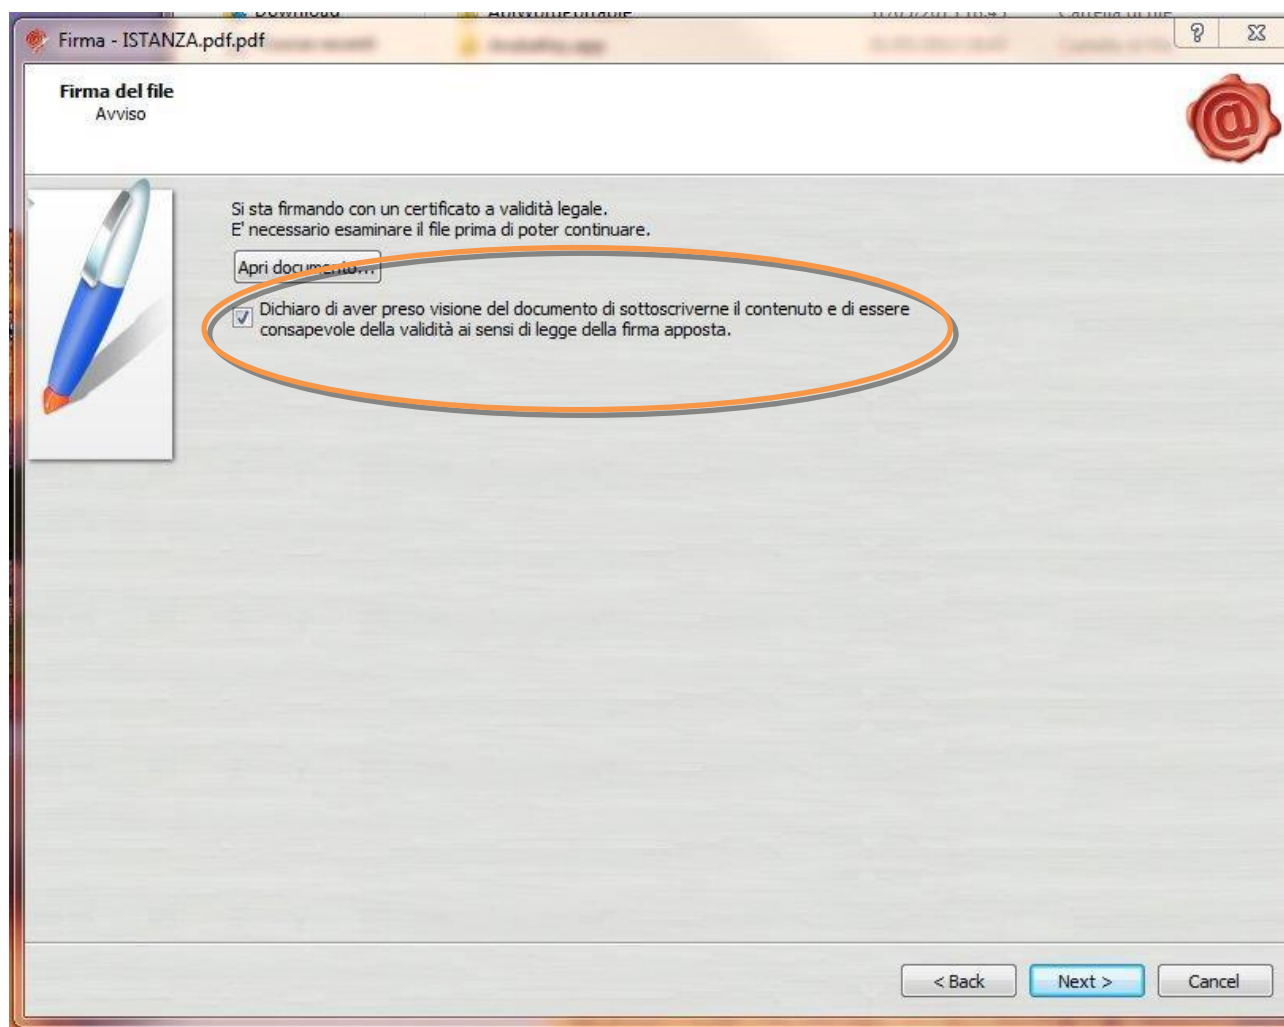 Download
Firma - ISTANZA.pdf.pdf
Firma del file
Avviso
Si sta firmando con un certificato a validità legale.
E' necessario esaminare il file prima di poter continuare.
Apri documento...
Dichiaro di aver preso visione del documento di sottoscriverne il contenuto e di essere
consapevole della validità ai sensi di legge della firma apposta.
< Back Next > Cancel